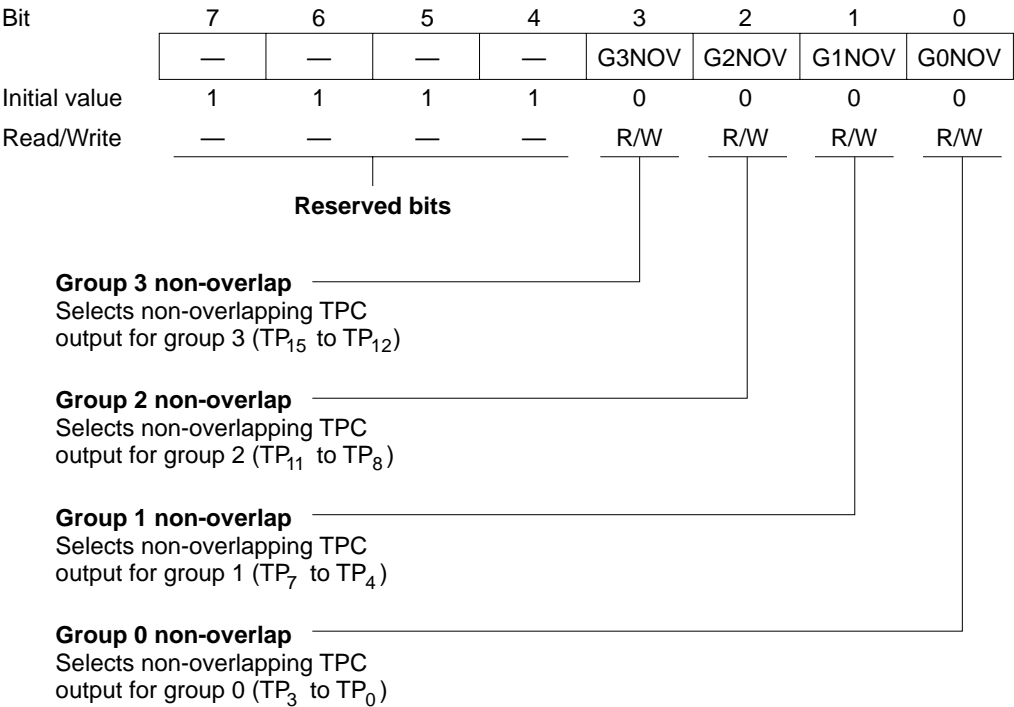 Bit 7 6 5 4 3 2 1 0
— — — — G3NOV G2NOV G1NOV G0NOV
Initial value 1 1 1 1 0 0 0 0
Read/Write — — — — R/W R/W R/W R/W
Reserved bits
Group 3 non-overlap
Selects non-overlapping TPC
output for group 3 (TP15 to TP12)
Group 2 non-overlap
Selects non-overlapping TPC
output for group 2 (TP11 to TP8)
Group 1 non-overlap
Selects non-overlapping TPC
output for group 1 (TP7 to TP4)
Group 0 non-overlap
Selects non-overlapping TPC
output for group 0 (TP3 to TP0)